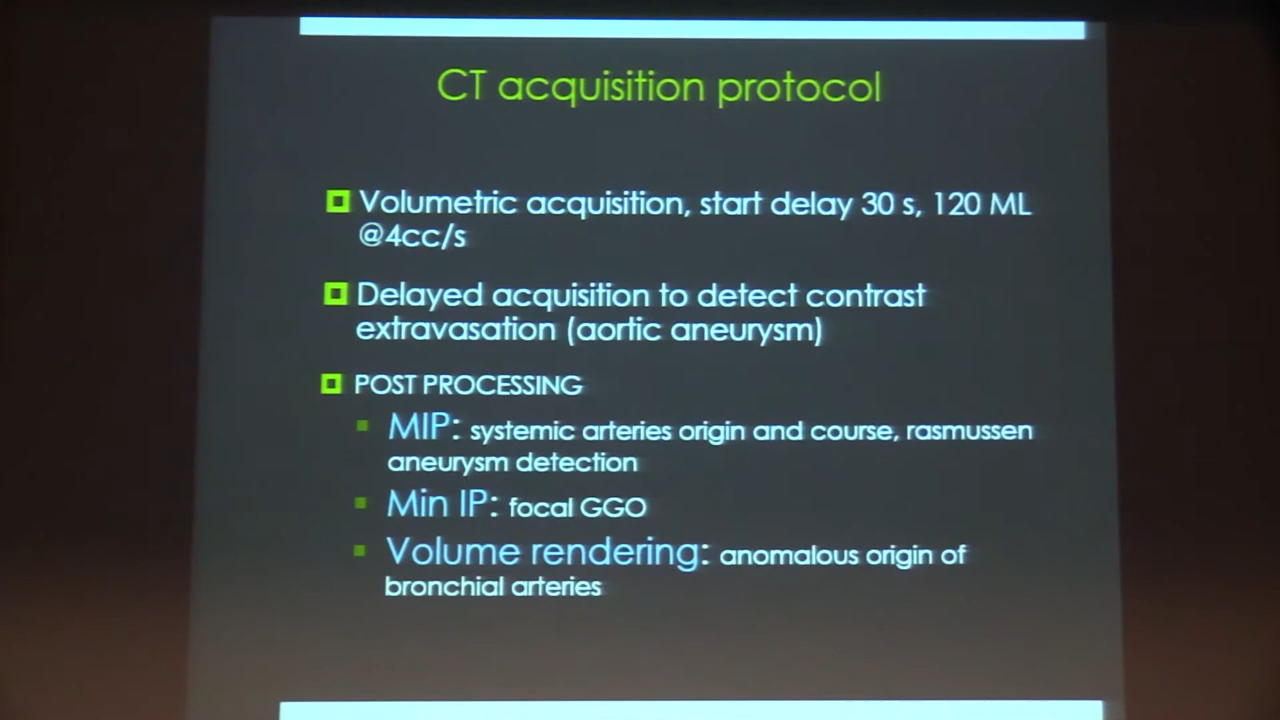 CT acquisition protocol
Volumetric acquisition, start delay 30 s, 120 ML
@4cc/s
Delayed acquisition to detect contrast
extravasation (aortic aneurysm)
POST PROCESSING
MIP: systemic arteries origin and course, rasmussen
aneurysm detection
Min IP: focal GGO
Volume rendering: anomalous origin of
bronchial arteries